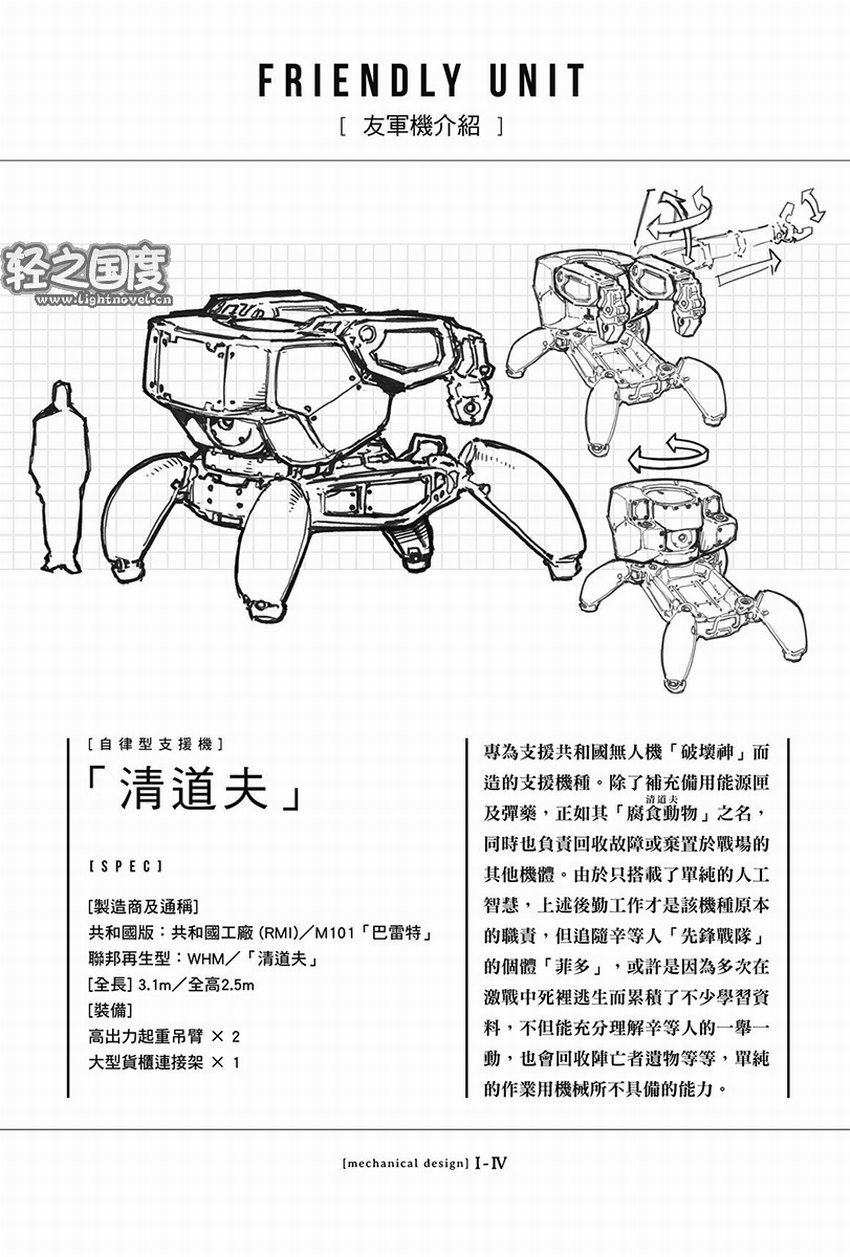 FRIENDLY UNIT
[ 友軍機介紹 ]
轻之国度
www.lightnovel.cn
[自律型支援機]
「清道夫」
[SPEC]
[製造商及通稱]
共和國版：共和國工廠 (RMI)／M101「巴雷特」
聯邦再生型：WHM／「清道夫」
[全長] 3.1m／全高2.5m
[裝備]
高出力起重吊臂 × 2
大型貨櫃連接架 × 1
專為支援共和國無人機「破壞神」而
造的支援機種。除了補充備用能源匣
清道夫
及彈藥，正如其「腐食動物」之名，
同時也負責回收故障或棄置於戰場的
其他機體。由於只搭載了單純的人工
智慧，上述後勤工作才是該機種原本
的職責，但追隨辛等人「先鋒戰隊」
的個體「菲多」，或許是因為多次在
激戰中死裡逃生而累積了不少學習資
料，不但能充分理解辛等人的一舉一
動，也會回收陣亡者遺物等等，單純
的作業用機械所不具備的能力。
[mechanical design] I-IV